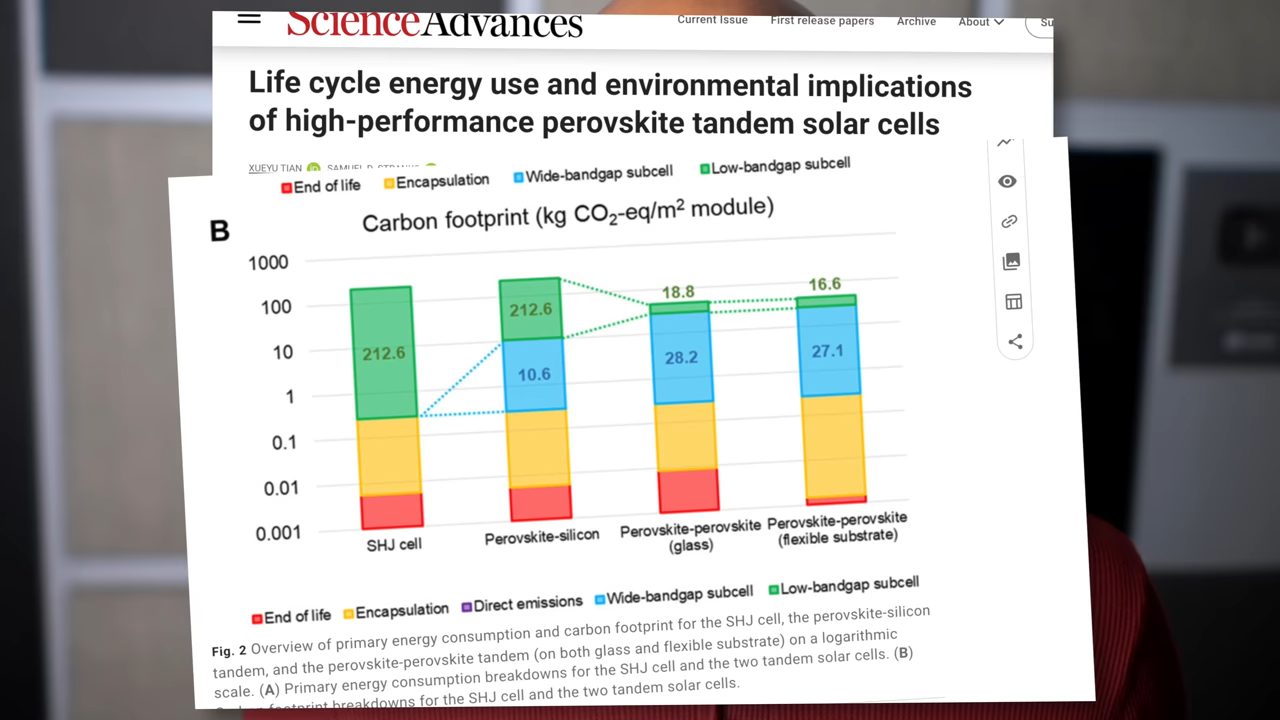 ScienceAdvances
Current Issue First release papers Archive About
Life cycle energy use and environmental implications
of high-performance perovskite tandem solar cells
XUEYU TIAN
End of life Encapsulation Wide-bandgap subcell Low-bandgap subcell
B
Carbon footprint (kg CO₂-eq/m² module)
1000
100
10
1
0.1
0.01
0.001
212.6
212.6
10.6
18.8
28.2
16.6
27.1
SHJ cell
Perovskite-silicon
Perovskite-perovskite
(glass)
Perovskite-perovskite
(flexible substrate)
End of life Encapsulation Direct emissions Wide-bandgap subcell Low-bandgap subcell
Fig. 2 Overview of primary energy consumption and carbon footprint for the SHJ cell, the perovskite-silicon
tandem, and the perovskite-perovskite tandem (on both glass and flexible substrate) on a logarithmic
scale. (A) Primary energy consumption breakdowns for the SHJ cell and the two tandem solar cells. (B)
footprint breakdowns for the SHJ cell and the two tandem solar cells.